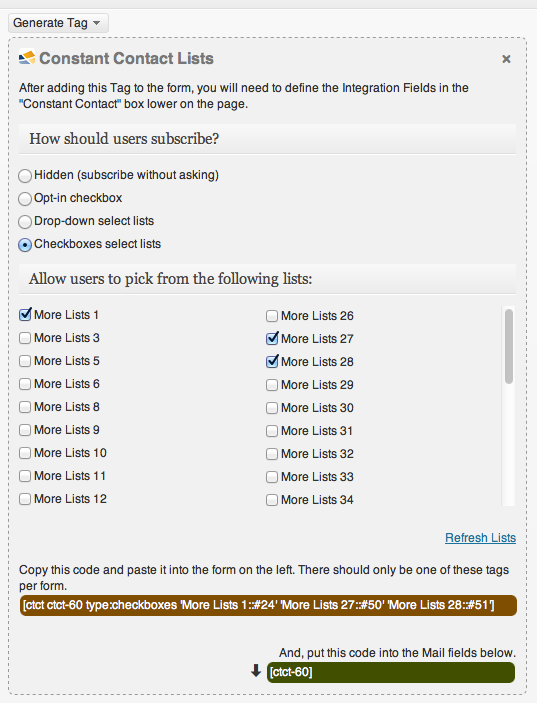 Generate Tag
Constant Contact Lists
After adding this Tag to the form, you will need to define the Integration Fields in the
"Constant Contact" box lower on the page.
How should users subscribe?
Hidden (subscribe without asking)
Opt-in checkbox
Drop-down select lists
Checkboxes select lists
Allow users to pick from the following lists:
More Lists 1
More Lists 3
More Lists 5
More Lists 6
More Lists 8
More Lists 9
More Lists 10
More Lists 11
More Lists 12
More Lists 26
More Lists 27
More Lists 28
More Lists 29
More Lists 30
More Lists 31
More Lists 32
More Lists 33
More Lists 34
Refresh Lists
Copy this code and paste it into the form on the left. There should only be one of these tags
per form.
[ctct ctct-60 type:checkboxes 'More Lists 1::#24' 'More Lists 27::#50' 'More Lists 28::#51']
And, put this code into the Mail fields below.
[ctct-60]